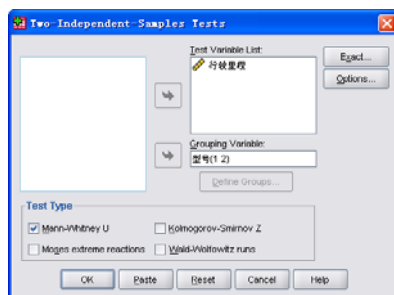 Two-Independent-Samples Tests
Test Variable List:
行驶里程
Exact...
Options...
Grouping Variable:
型号(1 2)
Define Groups...
Test Type
Mann-Whitney U
Kolmogorov-Smirnov Z
Moses extreme reactions
Wald-Wolfowitz runs
OK
Paste
Reset
Cancel
Help